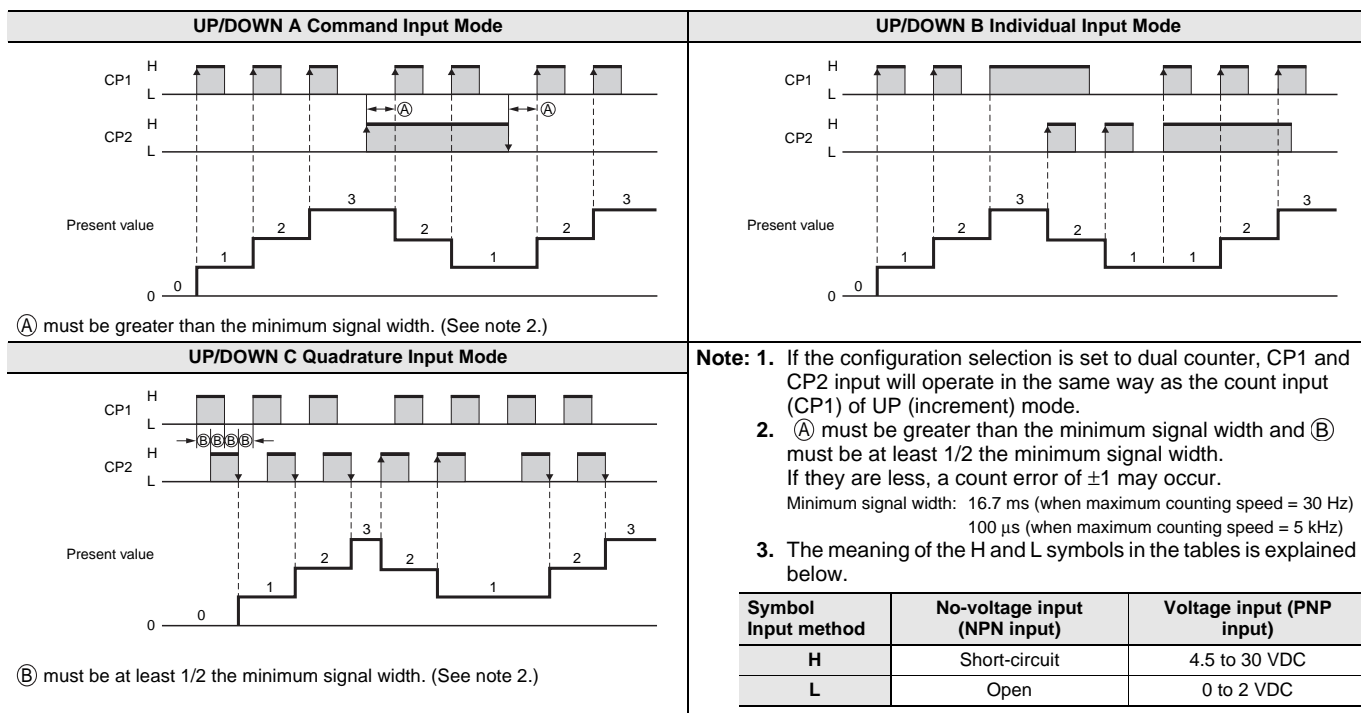 UP/DOWN A Command Input Mode
CP1 H
L
Ⓐ Ⓐ
CP2 H
L
Present value
0 0 1 2 3 2 1 2 3
Ⓐ must be greater than the minimum signal width. (See note 2.)
UP/DOWN B Individual Input Mode
CP1 H
L
CP2 H
L
Present value
0 0 1 2 3 2 1 1 2 3
UP/DOWN C Quadrature Input Mode
CP1 H
L
ⒷⒷⒷⒷ
CP2 H
L
Present value
0 0 1 2 3 2 1 2 3
Ⓑ must be at least 1/2 the minimum signal width. (See note 2.)
Note: 1. If the configuration selection is set to dual counter, CP1 and
CP2 input will operate in the same way as the count input
(CP1) of UP (increment) mode.
2. Ⓐ must be greater than the minimum signal width and Ⓑ
must be at least 1/2 the minimum signal width.
If they are less, a count error of ±1 may occur.
Minimum signal width: 16.7 ms (when maximum counting speed = 30 Hz)
100 μs (when maximum counting speed = 5 kHz)
3. The meaning of the H and L symbols in the tables is explained
below.
Symbol
Input method
No-voltage input
(NPN input)
Voltage input (PNP
input)
H Short-circuit 4.5 to 30 VDC
L Open 0 to 2 VDC